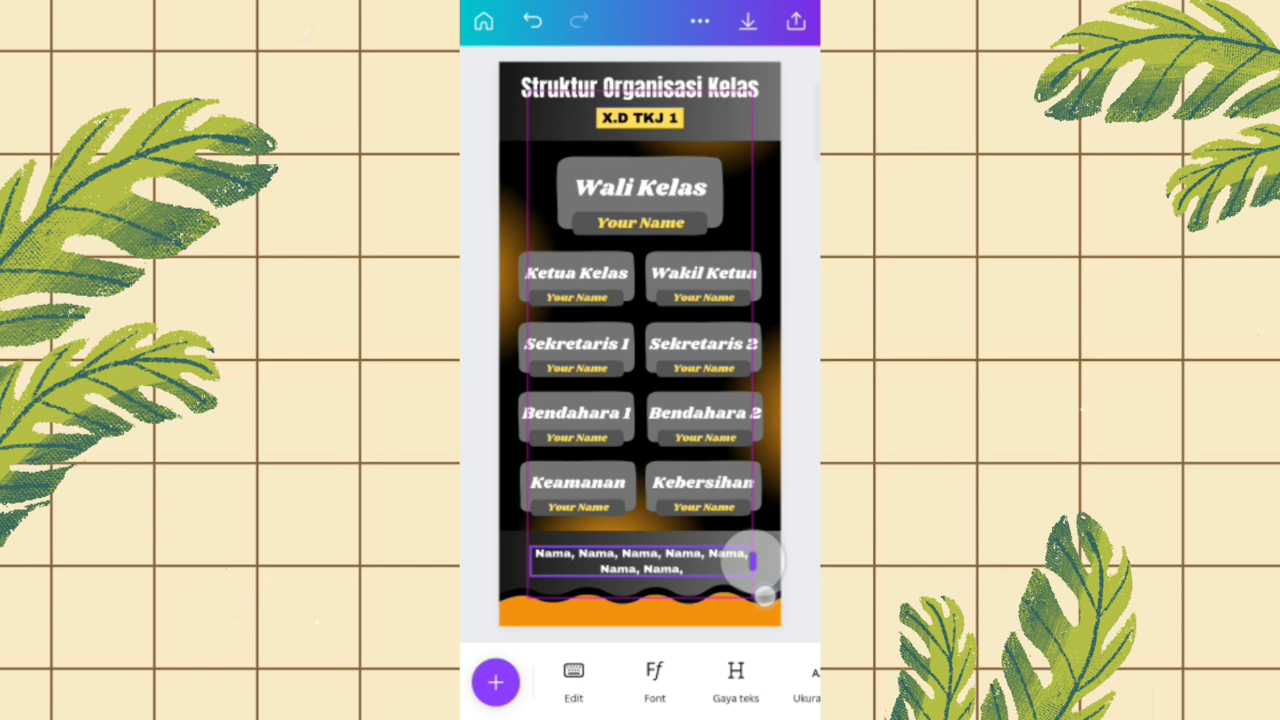 Struktur Organisasi Kelas
X.D TKJ 1
Wali Kelas
Your Name
Ketua Kelas
Your Name
Wakil Ketua
Your Name
Sekretaris 1
Your Name
Sekretaris 2
Your Name
Bendahara 1
Your Name
Bendahara 2
Your Name
Keamanan
Your Name
Kebersihan
Your Name
Nama, Nama, Nama, Nama, Nama,
Nama, Nama,
Edit
Ff
Font
H
Gaya teks
A
Ukura